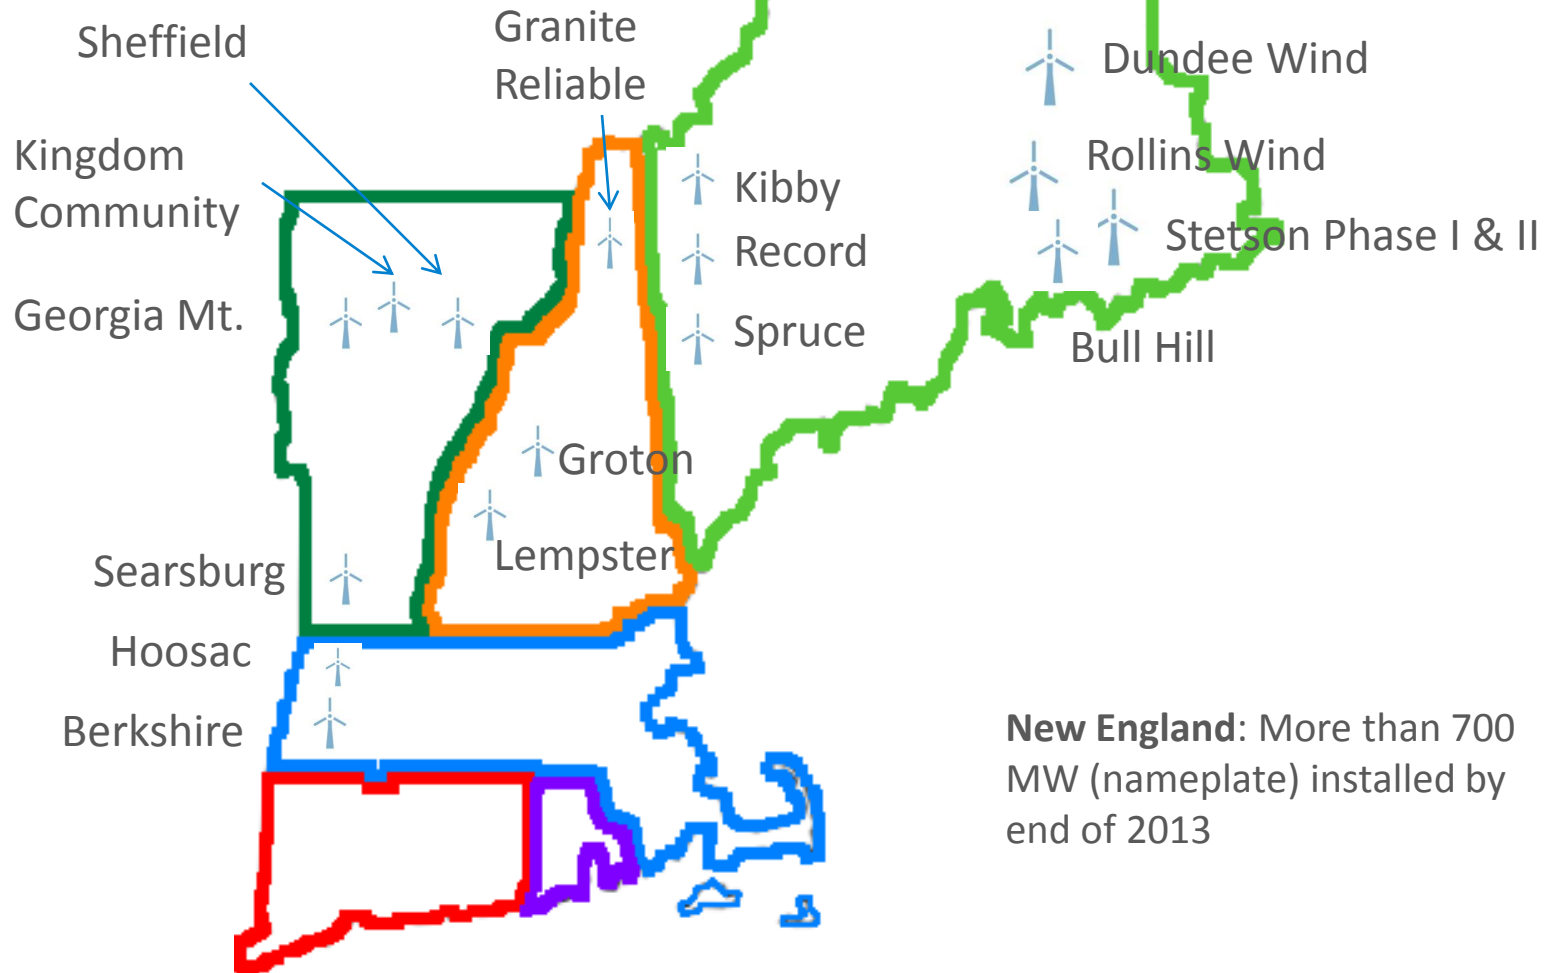 Sheffield
Granite
Reliable
Dundee Wind
Kingdom
Community
Rollins Wind
Kibby
Stetson Phase I & II
Record
Georgia Mt.
Spruce
Bull Hill
Groton
Lempster
Searsburg
Hoosac
Berkshire
New England: More than 700
MW (nameplate) installed by
end of 2013